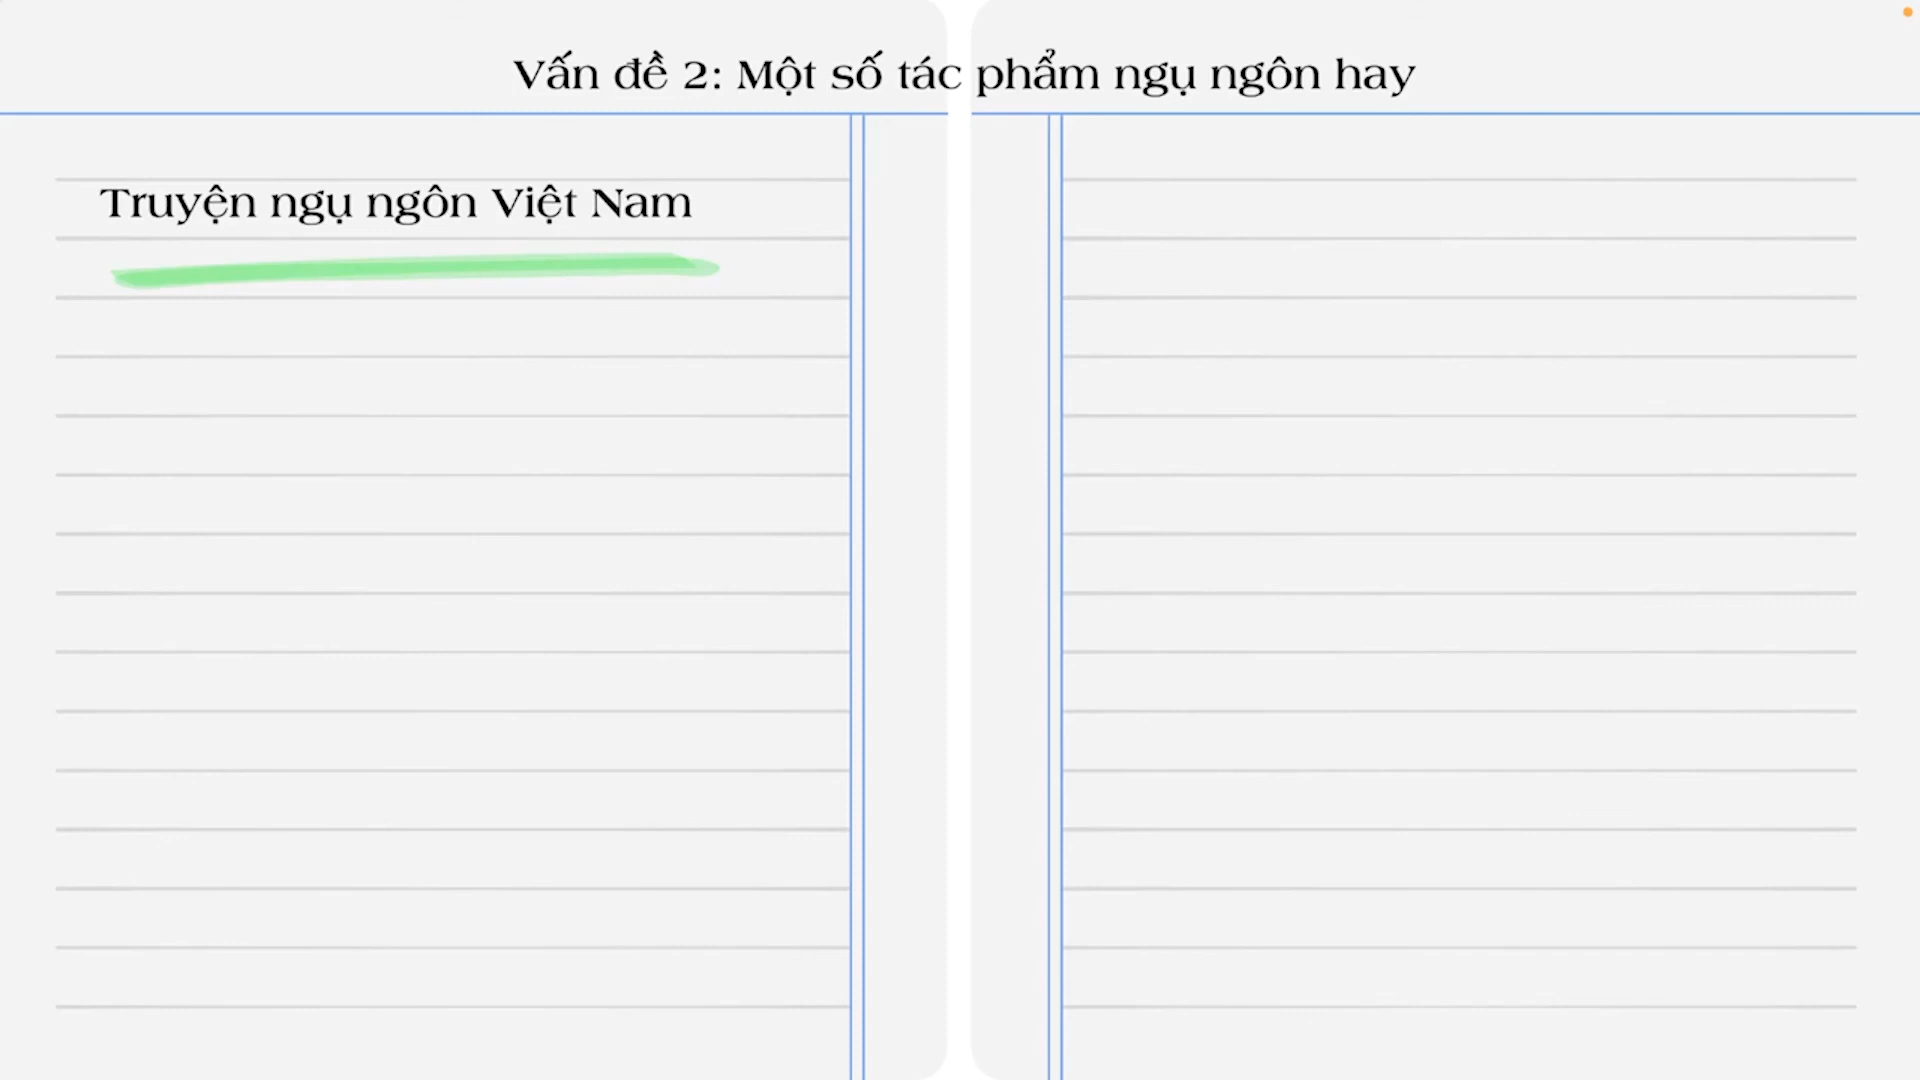 Vấn đề 2: Một số tác phẩm ngụ ngôn hay
Truyện ngụ ngôn Việt Nam